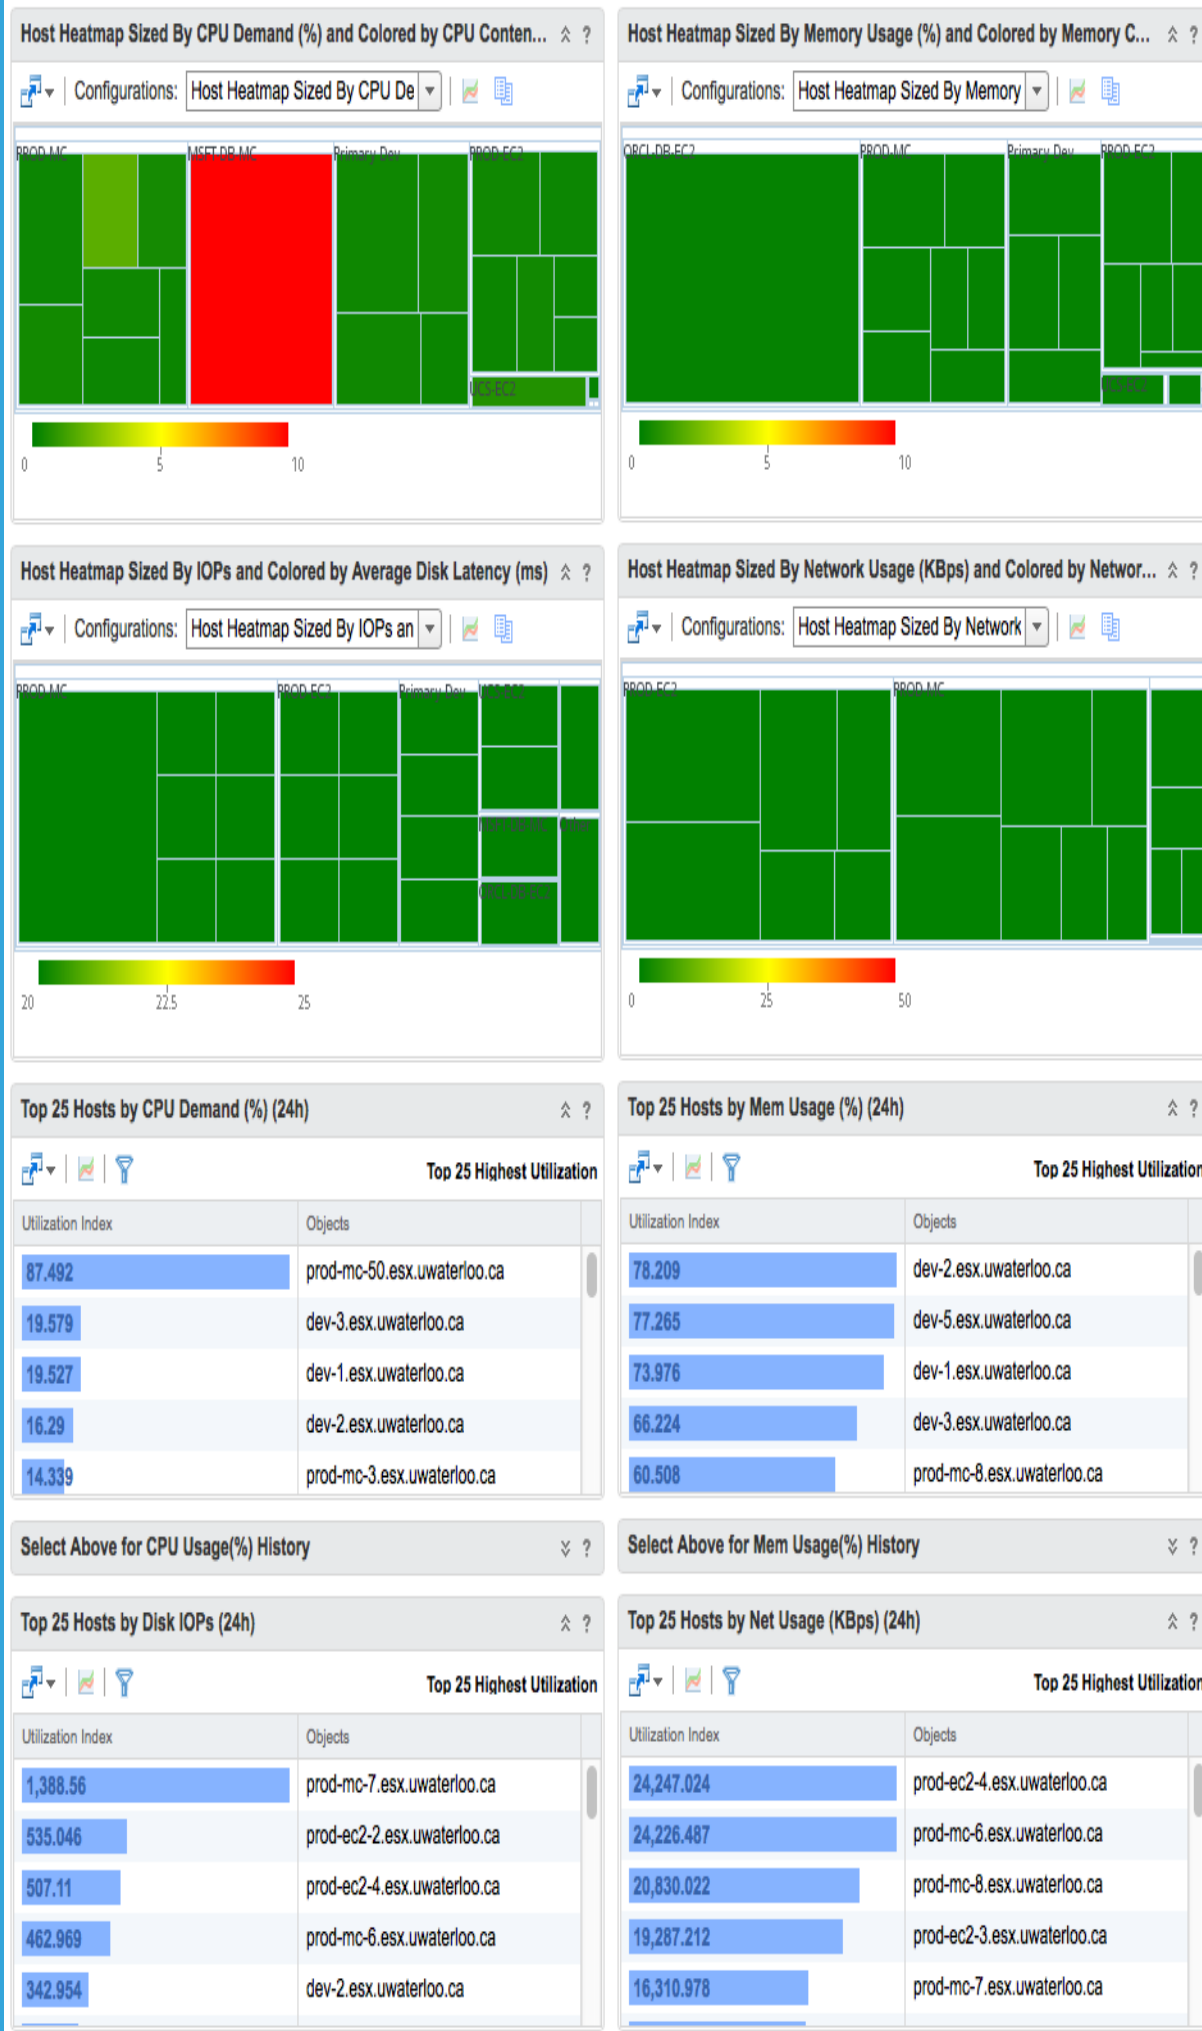 Host Heatmap Sized By CPU Demand (%) and Colored by CPU Conten... ?
Configurations: Host Heatmap Sized By CPU De
PROD-MC MSFT-DB-MC Primary Dev PROD-EC2
UCS-EC2
0 5 10
Host Heatmap Sized By Memory Usage (%) and Colored by Memory C... ?
Configurations: Host Heatmap Sized By Memory
ORCL-DB-EC2 PROD-MC Primary Dev PROD-EC2
UCS-EC2
0 5 10
Host Heatmap Sized By IOPs and Colored by Average Disk Latency (ms) ?
Configurations: Host Heatmap Sized By IOPs an
PROD-MC PROD-EC2 Primary Dev UCS-EC2
MSFT-DB-MC Other
ORCL-DB-EC2
20 22.5 25
Host Heatmap Sized By Network Usage (KBps) and Colored by Networ... ?
Configurations: Host Heatmap Sized By Network
PROD-EC2 PROD-MC
0 25 50
Top 25 Hosts by CPU Demand (%) (24h) ?
Top 25 Highest Utilization
Utilization Index Objects
87.492 prod-mc-50.esx.uwaterloo.ca
19.579 dev-3.esx.uwaterloo.ca
19.527 dev-1.esx.uwaterloo.ca
16.29 dev-2.esx.uwaterloo.ca
14.339 prod-mc-3.esx.uwaterloo.ca
Top 25 Hosts by Mem Usage (%) (24h) ?
Top 25 Highest Utilization
Utilization Index Objects
78.209 dev-2.esx.uwaterloo.ca
77.265 dev-5.esx.uwaterloo.ca
73.976 dev-1.esx.uwaterloo.ca
66.224 dev-3.esx.uwaterloo.ca
60.508 prod-mc-8.esx.uwaterloo.ca
Select Above for CPU Usage(%) History ?
Select Above for Mem Usage(%) History ?
Top 25 Hosts by Disk IOPs (24h) ?
Top 25 Highest Utilization
Utilization Index Objects
1,388.56 prod-mc-7.esx.uwaterloo.ca
535.046 prod-ec2-2.esx.uwaterloo.ca
507.11 prod-ec2-4.esx.uwaterloo.ca
462.969 prod-mc-6.esx.uwaterloo.ca
342.954 dev-2.esx.uwaterloo.ca
Top 25 Hosts by Net Usage (KBps) (24h) ?
Top 25 Highest Utilization
Utilization Index Objects
24,247.024 prod-ec2-4.esx.uwaterloo.ca
24,226.487 prod-mc-6.esx.uwaterloo.ca
20,830.022 prod-mc-8.esx.uwaterloo.ca
19,287.212 prod-ec2-3.esx.uwaterloo.ca
16,310.978 prod-mc-7.esx.uwaterloo.ca